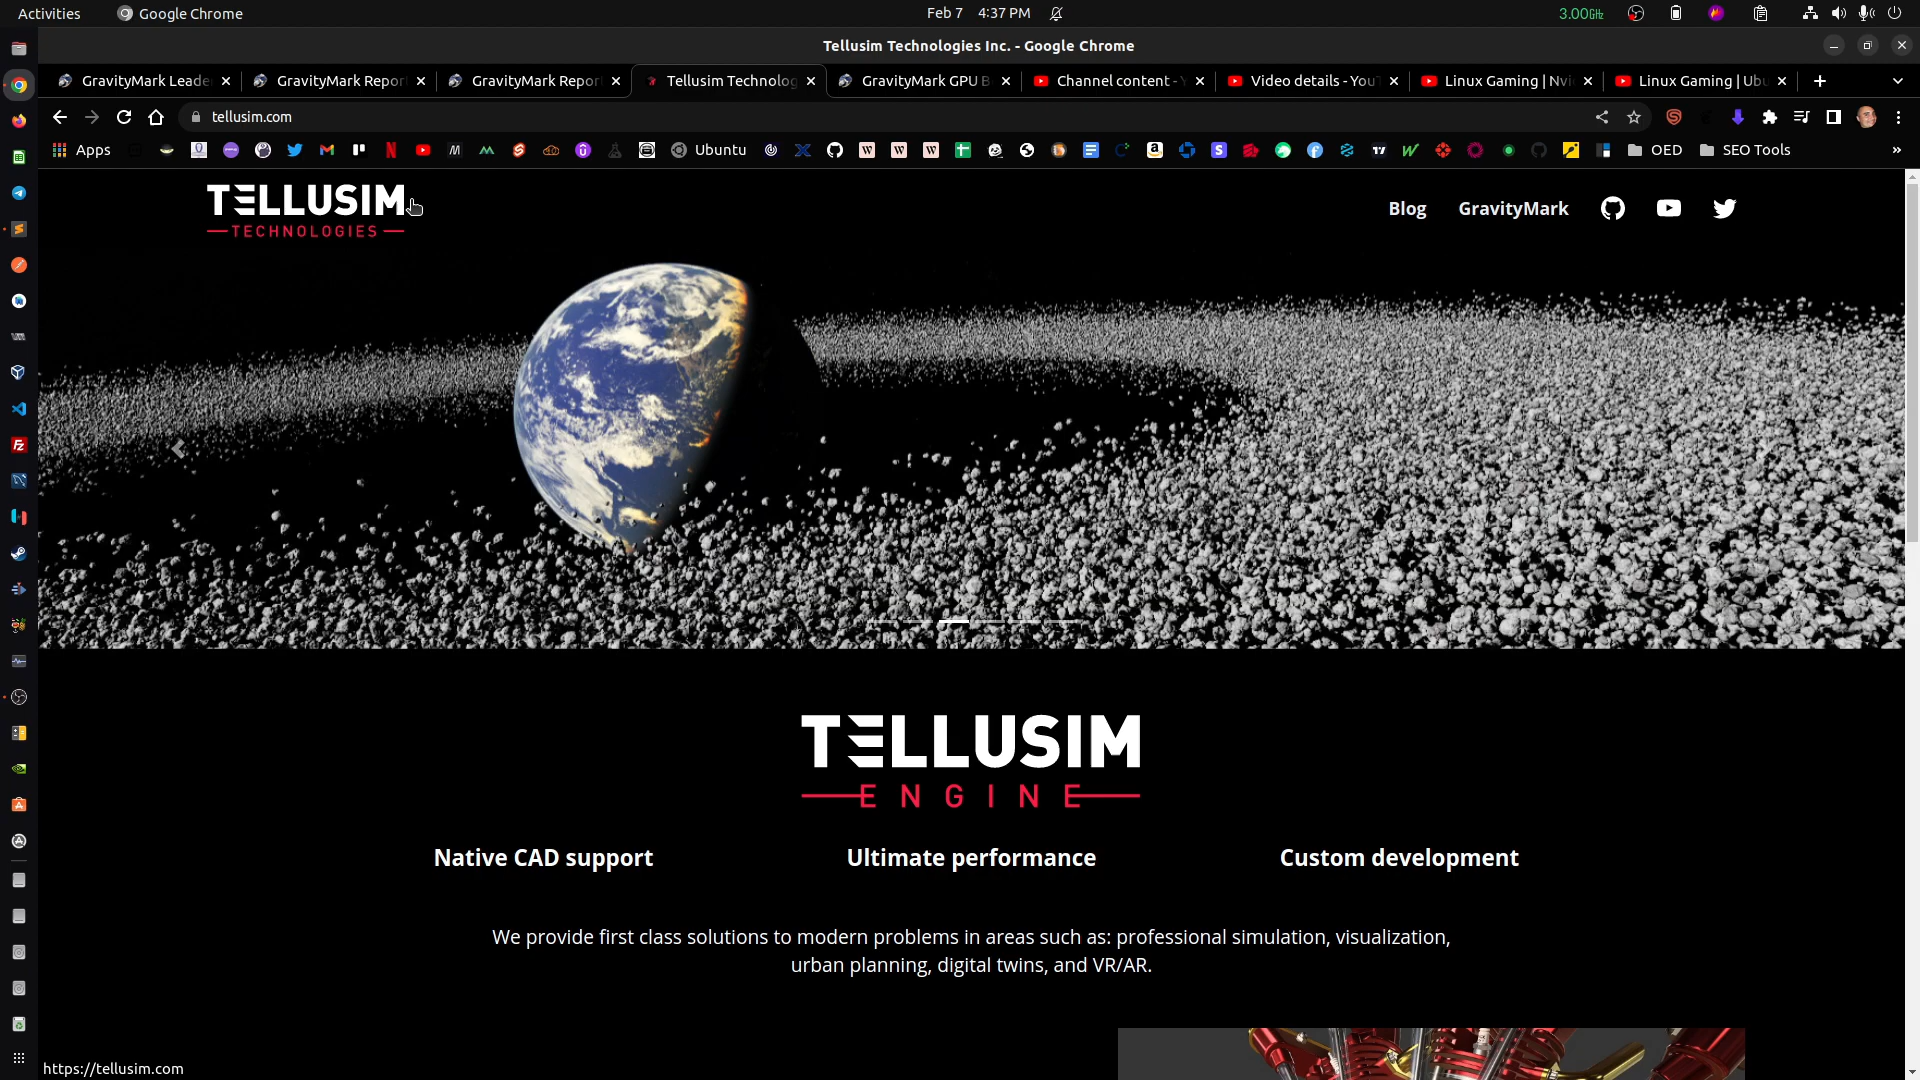 Activities Google Chrome Feb 7 4:37 PM 3.00GHz
Tellusim Technologies Inc. - Google Chrome
GravityMark Leade GravityMark Repor GravityMark Repor Tellusim Technolog GravityMark GPU B Channel content - Y Video details - YouT Linux Gaming | Nvi Linux Gaming | Ubu
tellusim.com
Apps Ubuntu OED SEO Tools »
TELLUSIM
TECHNOLOGIES
Blog GravityMark
TELLUSIM
ENGINE
Native CAD support Ultimate performance Custom development
We provide first class solutions to modern problems in areas such as: professional simulation, visualization,
urban planning, digital twins, and VR/AR.
https://tellusim.com